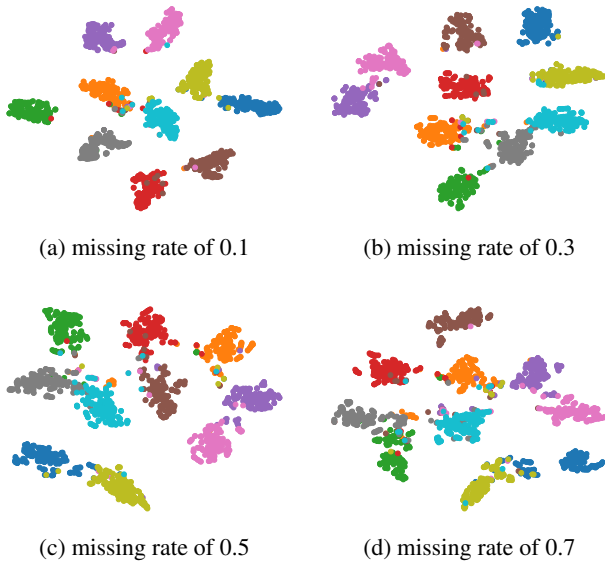 (a) missing rate of 0.1
(b) missing rate of 0.3
(c) missing rate of 0.5
(d) missing rate of 0.7